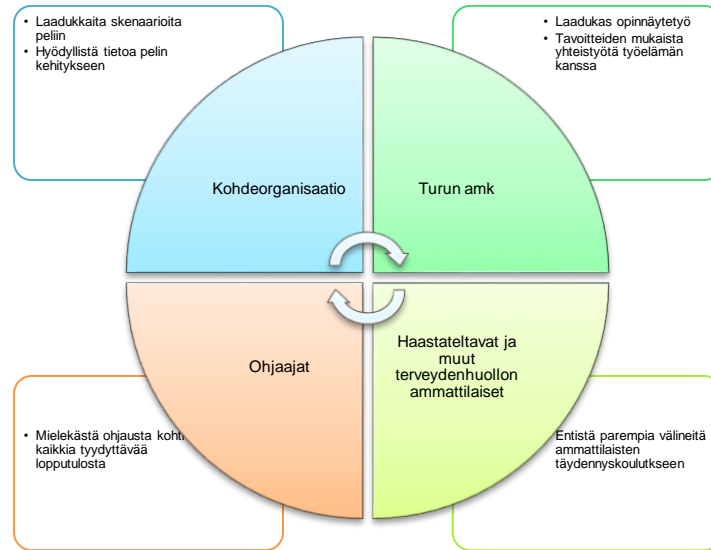 • Laadukkaita skenaarioita
peliin
• Hyödyllistä tietoa pelin
kehitykseen
• Laadukas opinnäytetyö
• Tavoitteiden mukaista
yhteistyötä työelämän
kanssa
Kohdeorganisaatio
Turun amk
Ohjaajat
Haastateltavat ja
muut
terveydenhuollon
ammattilaiset
• Mielekästä ohjausta kohti
kaikkia tyydyttävää
lopputulosta
Entistä parempia välineitä
ammattilaisten
täydennyskoulutkseen